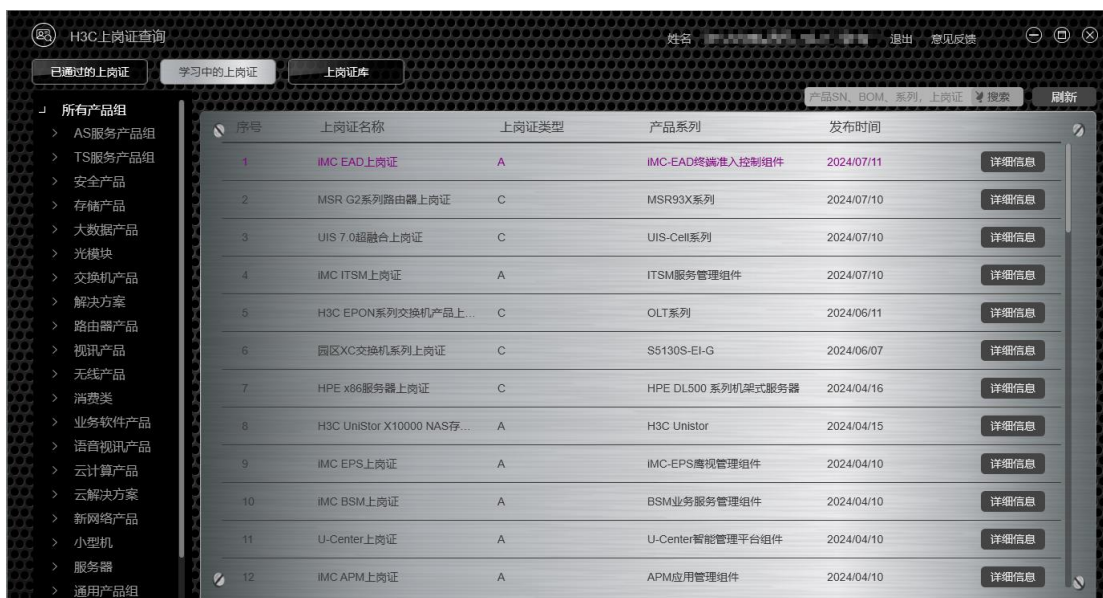 H3C上岗证查询
姓名 退出 意见反馈
已通过的上岗证 学习中的上岗证 上岗证库
产品SN、BOM、系列，上岗证 搜索 刷新
所有产品组
AS服务产品组
TS服务产品组
安全产品
存储产品
大数据产品
光模块
交换机产品
解决方案
路由器产品
视讯产品
无线产品
消费类
业务软件产品
语音视讯产品
云计算产品
云解决方案
新网络产品
小型机
服务器
通用产品组
序号 上岗证名称 上岗证类型 产品系列 发布时间
1 iMC EAD上岗证 A iMC-EAD终端准入控制组件 2024/07/11 详细信息
2 MSR G2系列路由器上岗证 C MSR93X系列 2024/07/10 详细信息
3 UIS 7.0超融合上岗证 C UIS-Cell系列 2024/07/10 详细信息
4 iMC ITSM上岗证 A ITSM服务管理组件 2024/07/10 详细信息
5 H3C EPON系列交换机产品上... C OLT系列 2024/06/11 详细信息
6 园区XC交换机系列上岗证 C S5130S-EI-G 2024/06/07 详细信息
7 HPE x86服务器上岗证 C HPE DL500 系列机架式服务器 2024/04/16 详细信息
8 H3C UniStor X10000 NAS存... A H3C Unistor 2024/04/15 详细信息
9 iMC EPS上岗证 A iMC-EPS鹰视管理组件 2024/04/10 详细信息
10 iMC BSM上岗证 A BSM业务服务管理组件 2024/04/10 详细信息
11 U-Center上岗证 A U-Center智能管理平台组件 2024/04/10 详细信息
12 iMC APM上岗证 A APM应用管理组件 2024/04/10 详细信息